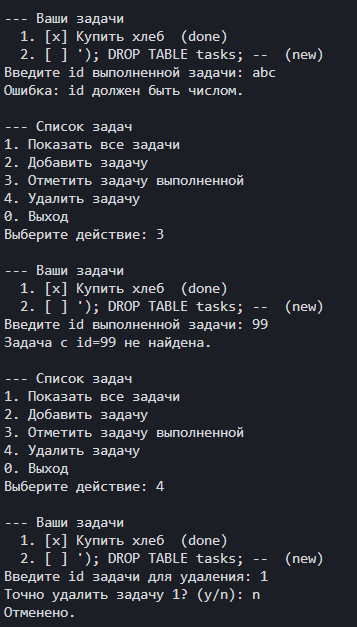 --- Ваши задачи
  1. [x] Купить хлеб  (done)
  2. [ ] '); DROP TABLE tasks; --  (new)
Введите id выполненной задачи: abc
Ошибка: id должен быть числом.

--- Список задач
1. Показать все задачи
2. Добавить задачу
3. Отметить задачу выполненной
4. Удалить задачу
0. Выход
Выберите действие: 3

--- Ваши задачи
  1. [x] Купить хлеб  (done)
  2. [ ] '); DROP TABLE tasks; --  (new)
Введите id выполненной задачи: 99
Задача с id=99 не найдена.

--- Список задач
1. Показать все задачи
2. Добавить задачу
3. Отметить задачу выполненной
4. Удалить задачу
0. Выход
Выберите действие: 4

--- Ваши задачи
  1. [x] Купить хлеб  (done)
  2. [ ] '); DROP TABLE tasks; --  (new)
Введите id задачи для удаления: 1
Точно удалить задачу 1? (y/n): n
Отменено.